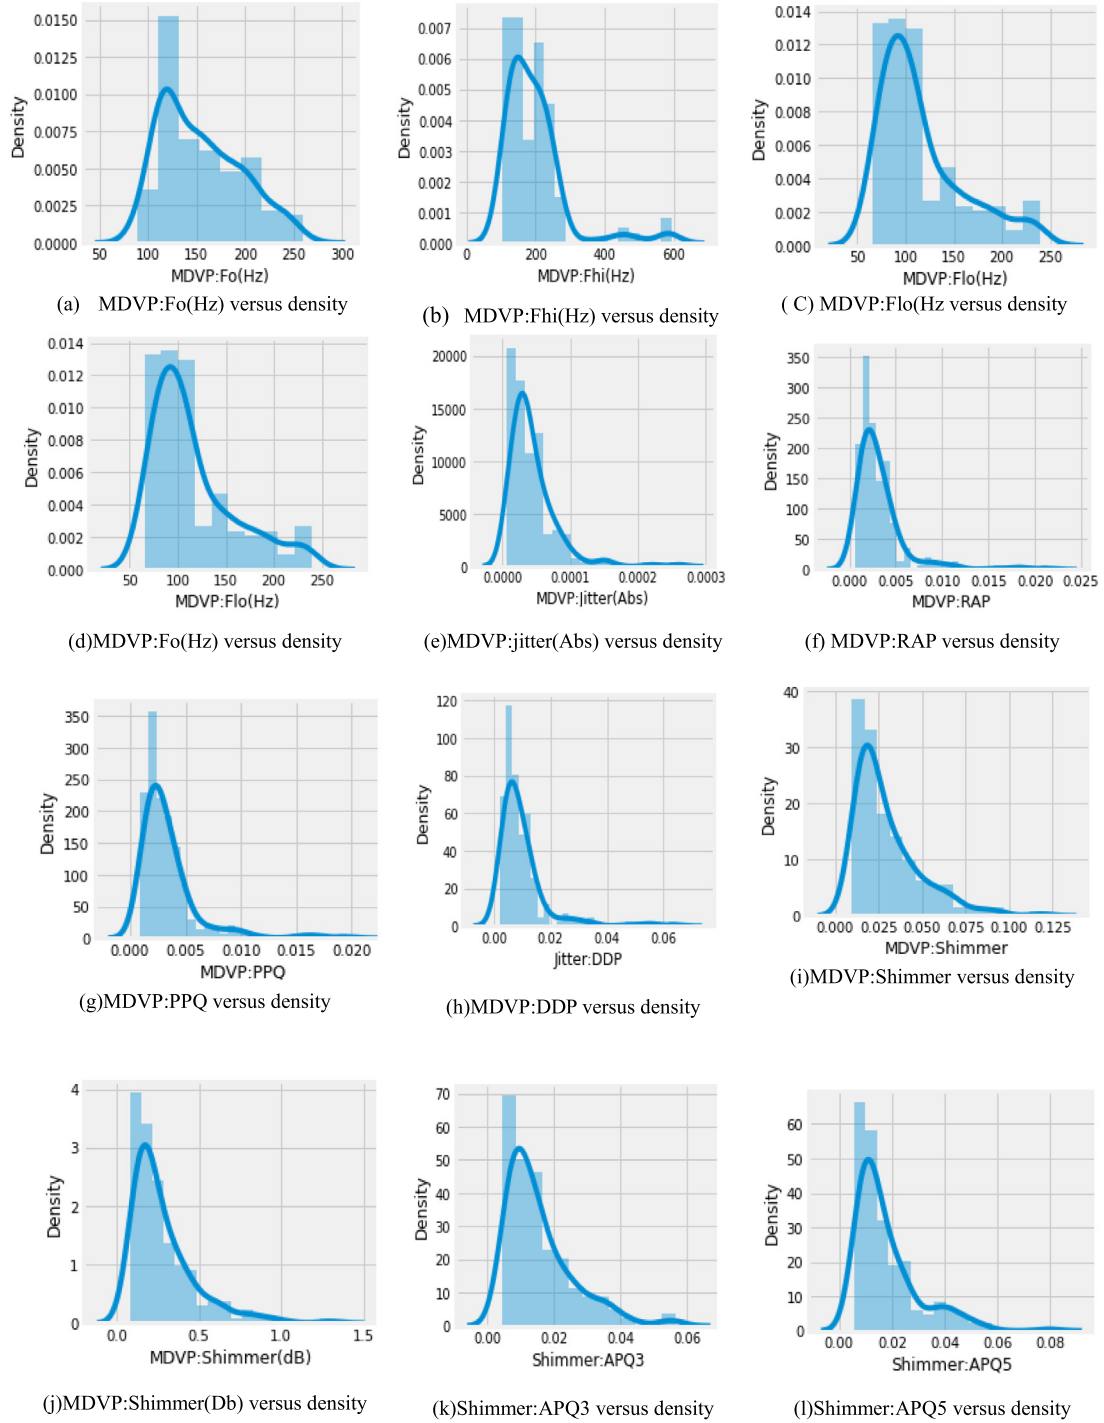 0.0150
0.0125
0.0100
0.0075
0.0050
0.0025
0.0000
Density
50 100 150 200 250 300
MDVP:Fo(Hz)
(a) MDVP:Fo(Hz) versus density
0.007
0.006
0.005
0.004
0.003
0.002
0.001
0.000
Density
0 200 400 600
MDVP:Fhi(Hz)
(b) MDVP:Fhi(Hz) versus density
0.014
0.012
0.010
0.008
0.006
0.004
0.002
0.000
Density
50 100 150 200 250
MDVP:Flo(Hz)
( C) MDVP:Flo(Hz versus density
0.014
0.012
0.010
0.008
0.006
0.004
0.002
0.000
Density
50 100 150 200 250
MDVP:Flo(Hz)
(d)MDVP:Fo(Hz) versus density
20000
15000
10000
5000
0
Density
0.0000 0.0001 0.0002 0.0003
MDVP:Jitter(Abs)
(e)MDVP:jitter(Abs) versus density
350
300
250
200
150
100
50
0
Density
0.000 0.005 0.010 0.015 0.020 0.025
MDVP:RAP
(f) MDVP:RAP versus density
350
300
250
200
150
100
50
0
Density
0.000 0.005 0.010 0.015 0.020
MDVP:PPQ
(g)MDVP:PPQ versus density
120
100
80
60
40
20
0
Density
0.00 0.02 0.04 0.06
Jitter:DDP
(h)MDVP:DDP versus density
40
30
20
10
0
Density
0.000 0.025 0.050 0.075 0.100 0.125
MDVP:Shimmer
(i)MDVP:Shimmer versus density
4
3
2
1
0
Density
0.0 0.5 1.0 1.5
MDVP:Shimmer(dB)
(j)MDVP:Shimmer(Db) versus density
70
60
50
40
30
20
10
0
Density
0.00 0.02 0.04 0.06
Shimmer:APQ3
(k)Shimmer:APQ3 versus density
60
50
40
30
20
10
0
Density
0.00 0.02 0.04 0.06 0.08
Shimmer:APQ5
(l)Shimmer:APQ5 versus density